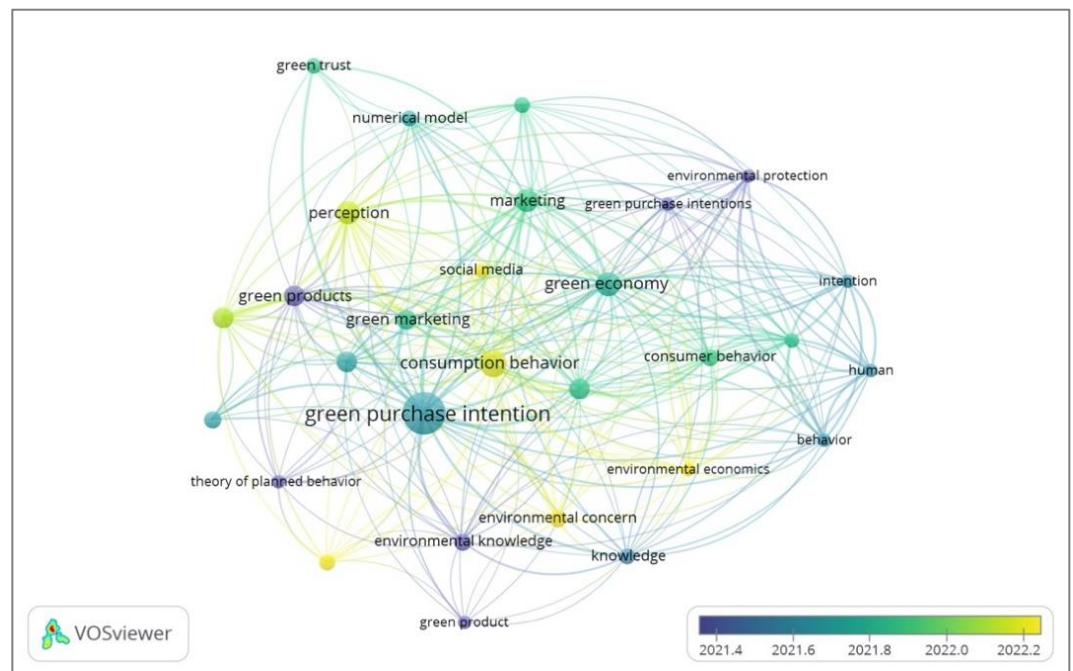 green trust
numerical model
environmental protection
marketing
green purchase intentions
perception
social media
green economy
intention
green products
green marketing
consumption behavior
consumer behavior
human
green purchase intention
behavior
environmental economics
theory of planned behavior
environmental concern
environmental knowledge
knowledge
green product
VOSviewer
2021.4 2021.6 2021.8 2022.0 2022.2